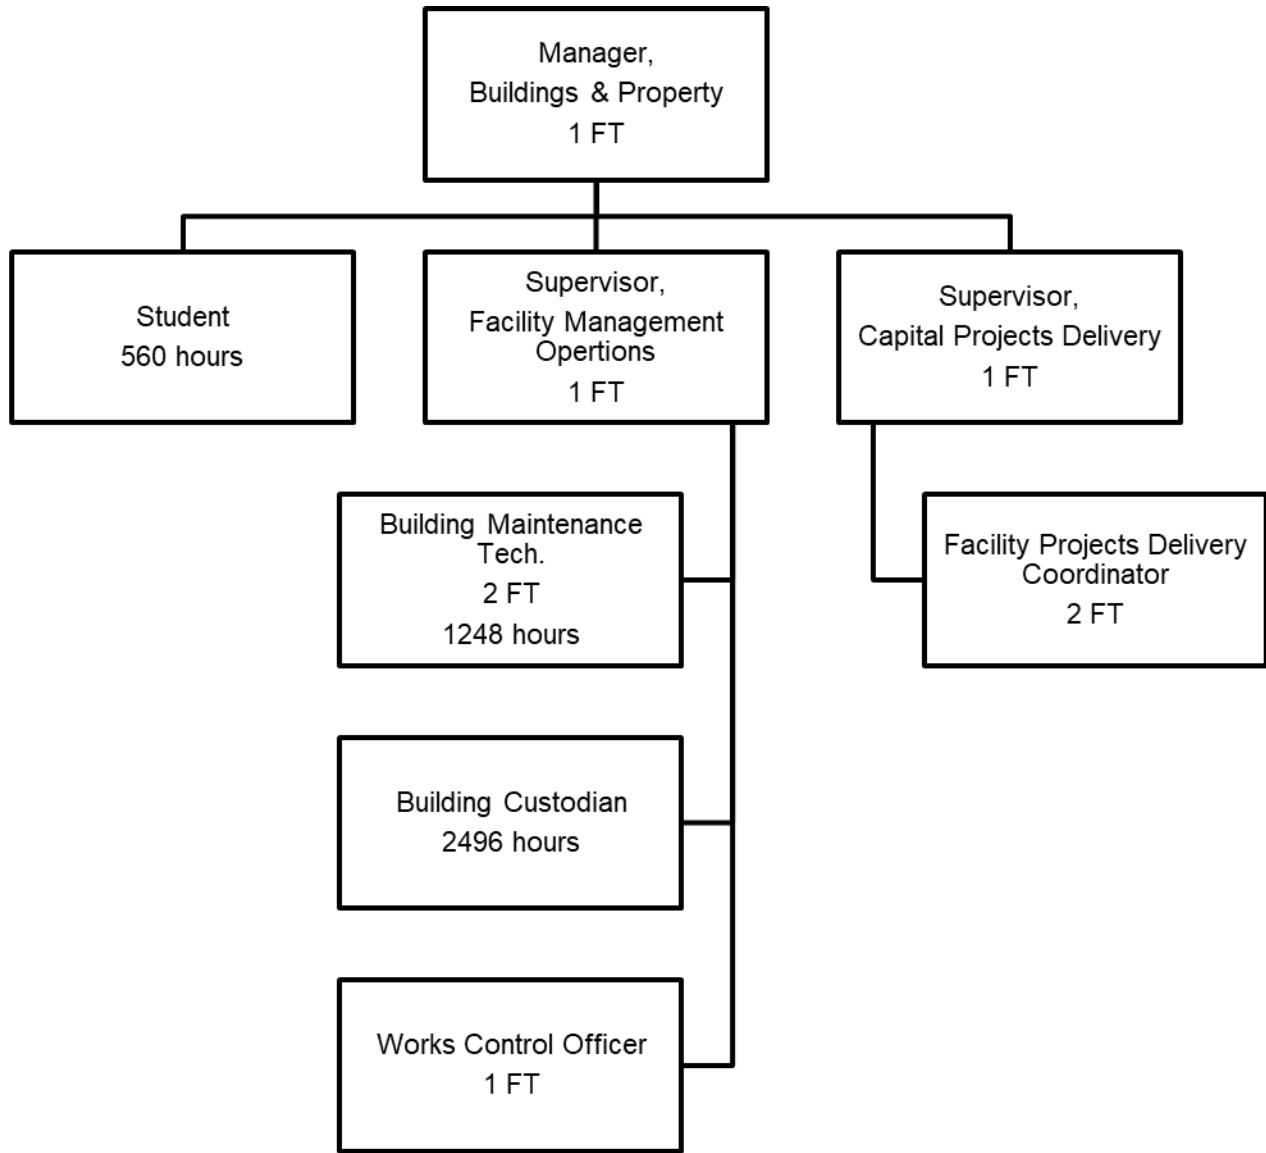 Manager,
Buildings & Property
1 FT
Student
560 hours
Supervisor,
Facility Management
Opertions
1 FT
Supervisor,
Capital Projects Delivery
1 FT
Building Maintenance
Tech.
2 FT
1248 hours
Facility Projects Delivery
Coordinator
2 FT
Building Custodian
2496 hours
Works Control Officer
1 FT